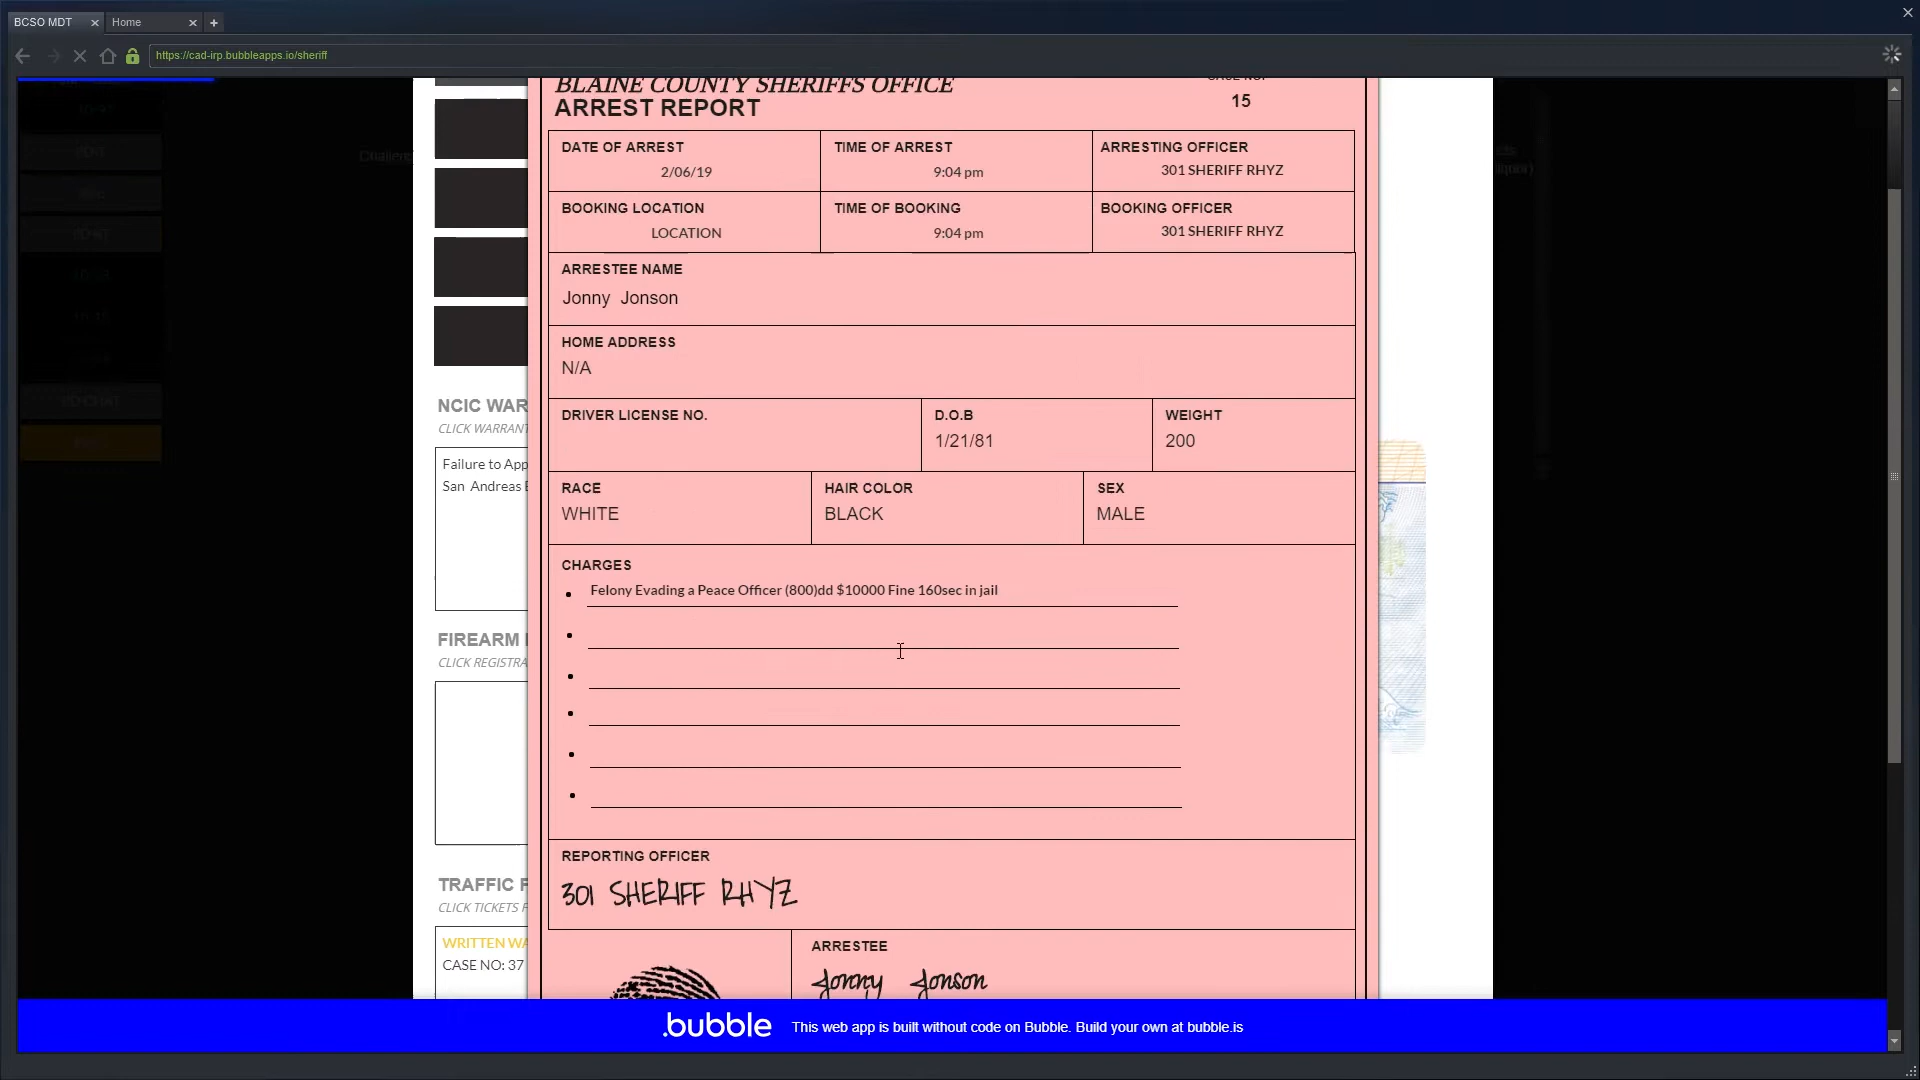 BCSO MDT
Home
https://cad-irp.bubbleapps.io/sheriff
BLAINE COUNTY SHERIFFS OFFICE
ARREST REPORT
15
DATE OF ARREST
2/06/19
TIME OF ARREST
9:04 pm
ARRESTING OFFICER
301 SHERIFF RHYZ
BOOKING LOCATION
LOCATION
TIME OF BOOKING
9:04 pm
BOOKING OFFICER
301 SHERIFF RHYZ
ARRESTEE NAME
Jonny Jonson
HOME ADDRESS
N/A
DRIVER LICENSE NO.
D.O.B
1/21/81
WEIGHT
200
RACE
WHITE
HAIR COLOR
BLACK
SEX
MALE
CHARGES
Felony Evading a Peace Officer (800)dd $10000 Fine 160sec in jail
REPORTING OFFICER
301 SHERIFF RHYZ
ARRESTEE
Jonny Jonson
NCIC WAR
CLICK WARRANT
Failure to App
San Andreas
FIREARM
CLICK REGISTRA
TRAFFIC F
CLICK TICKETS F
WRITTEN WA
CASE NO: 37
.bubble
This web app is built without code on Bubble. Build your own at bubble.is